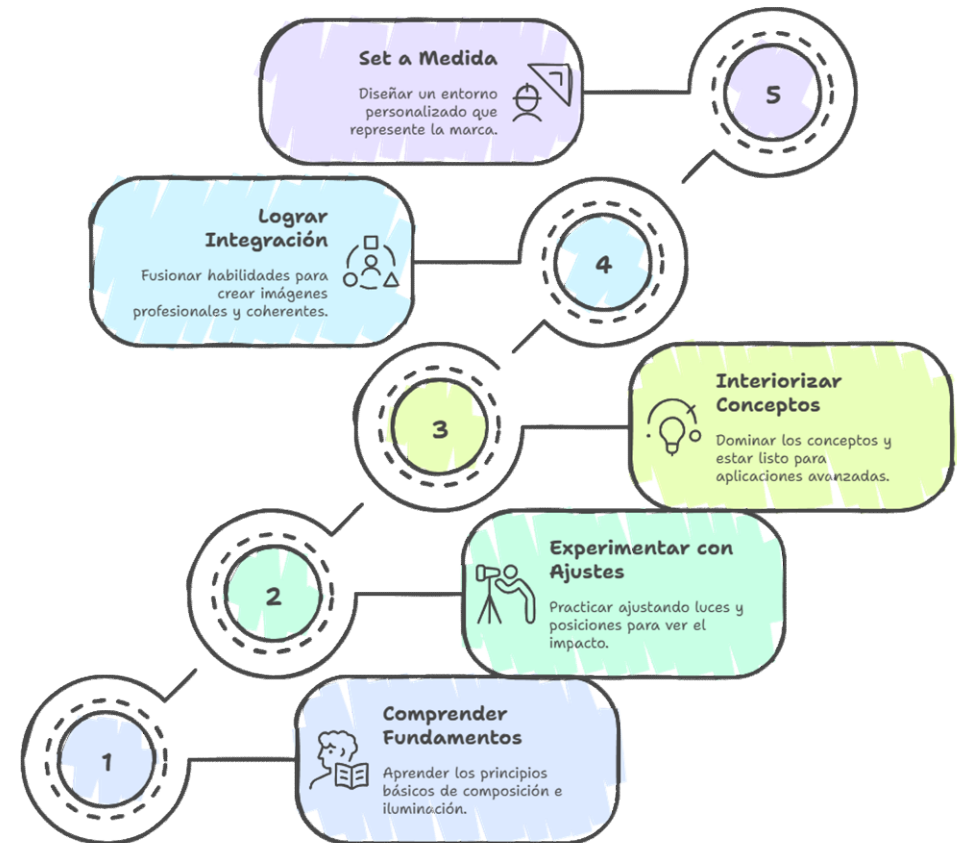 Set a Medida
Diseñar un entorno
personalizado que
represente la marca.
5
Lograr
Integración
Fusionar habilidades para
crear imágenes
profesionales y coherentes.
4
3
Interiorizar
Conceptos
Dominar los conceptos y
estar listo para
aplicaciones avanzadas.
2
Experimentar con
Ajustes
Practicar ajustando luces y
posiciones para ver el
impacto.
1
Comprender
Fundamentos
Aprender los principios
básicos de composición e
iluminación.